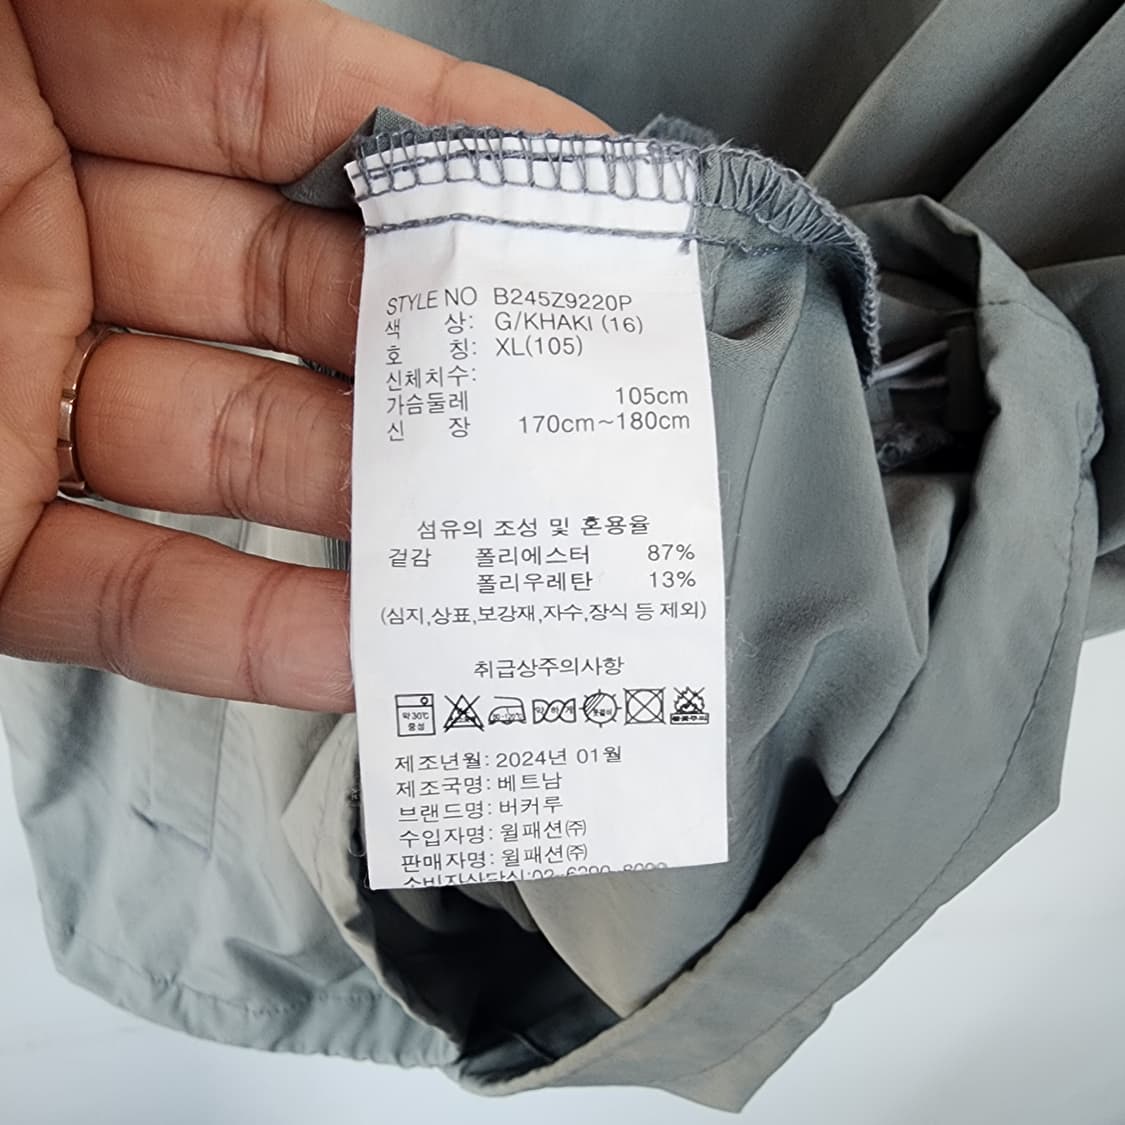 STYLE NO B245Z9220P
색 상: G/KHAKI (16)
호 칭: XL(105)
신체치수:
가슴둘레 105cm
신 장 170cm~180cm
섬유의 조성 및 혼용율
겉감 폴리에스터 87%
폴리우레탄 13%
(심지,상표,보강재,자수,장식 등 제외)
취급상주의사항
약30℃ 중성
제조년월: 2024년 01월
제조국명: 베트남
브랜드명: 버커루
수입자명: 월패션㈜
판매자명: 월패션㈜